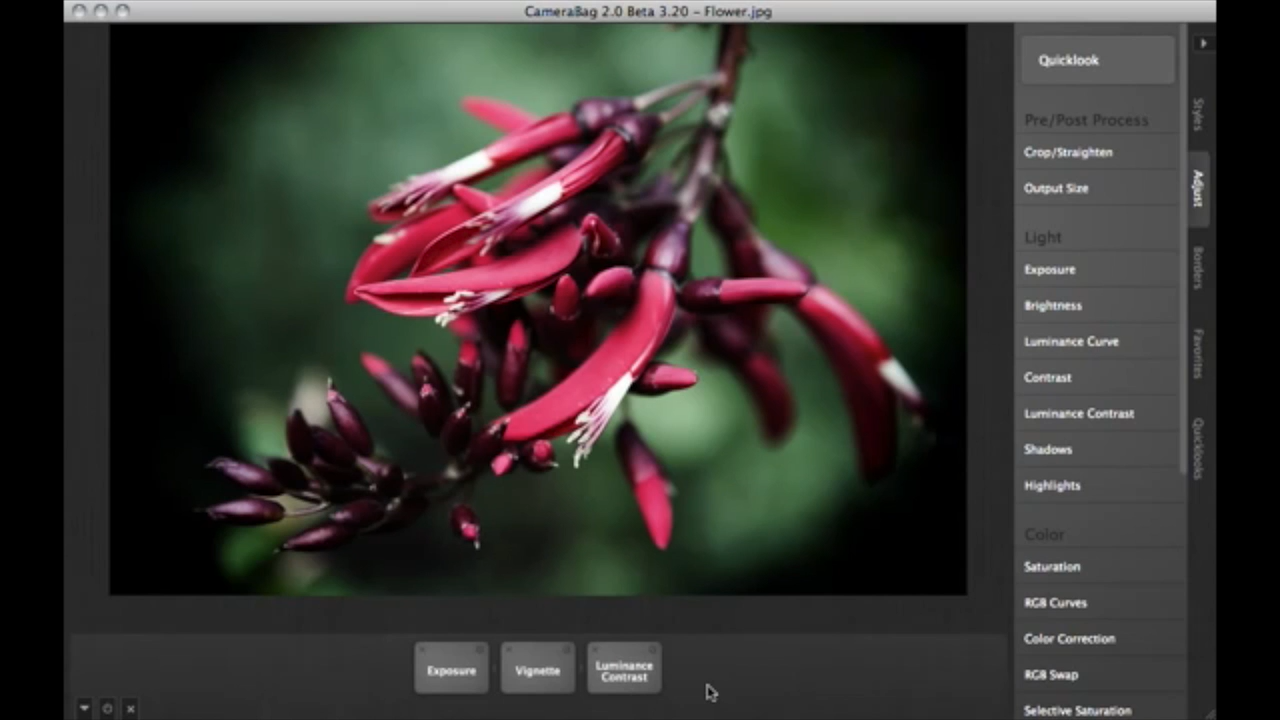 CameraBag 2.0 Beta 3.20 – Flower.jpg
Quicklook
Pre/Post Process
Crop/Straighten
Output Size
Light
Exposure
Brightness
Luminance Curve
Contrast
Luminance Contrast
Shadows
Highlights
Color
Saturation
RGB Curves
Color Correction
RGB Swap
Selective Saturation
Styles
Adjust
Borders
Favorites
Quicklooks
Exposure
Vignette
Luminance
Contrast